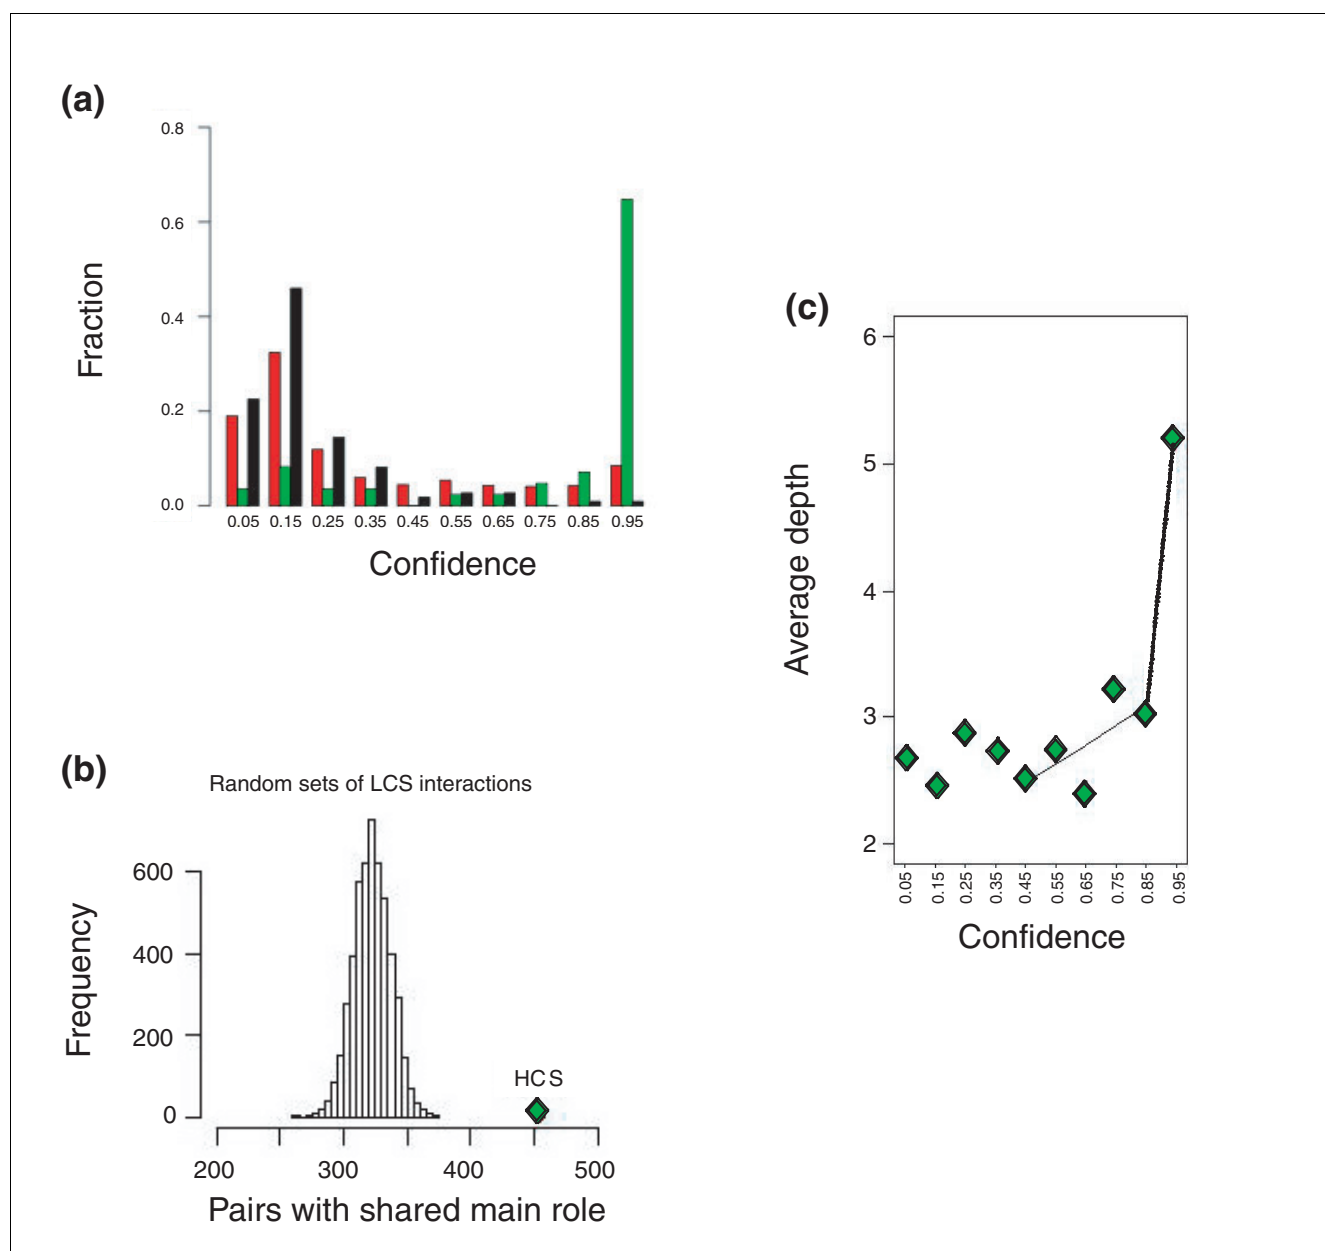 (a)
0.8
0.6
0.4
0.2
0.0
Fraction
0.05 0.15 0.25 0.35 0.45 0.55 0.65 0.75 0.85 0.95
Confidence
(b)
Random sets of LCS interactions
600
400
200
0
Frequency
HCS
200 300 400 500
Pairs with shared main role
(c)
6
5
4
3
2
Average depth
0.05 0.15 0.25 0.35 0.45 0.55 0.65 0.75 0.85 0.95
Confidence